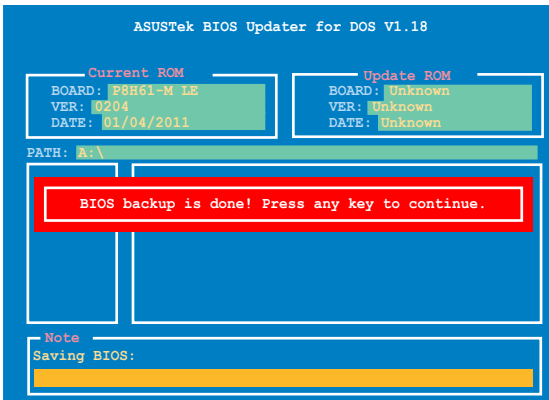 ASUSTek BIOS Updater for DOS V1.18
Current ROM
BOARD: P8H61-M LE
VER: 0204
DATE: 01/04/2011
Update ROM
BOARD: Unknown
VER: Unknown
DATE: Unknown
PATH: A:\
BIOS backup is done! Press any key to continue.
Note
Saving BIOS: